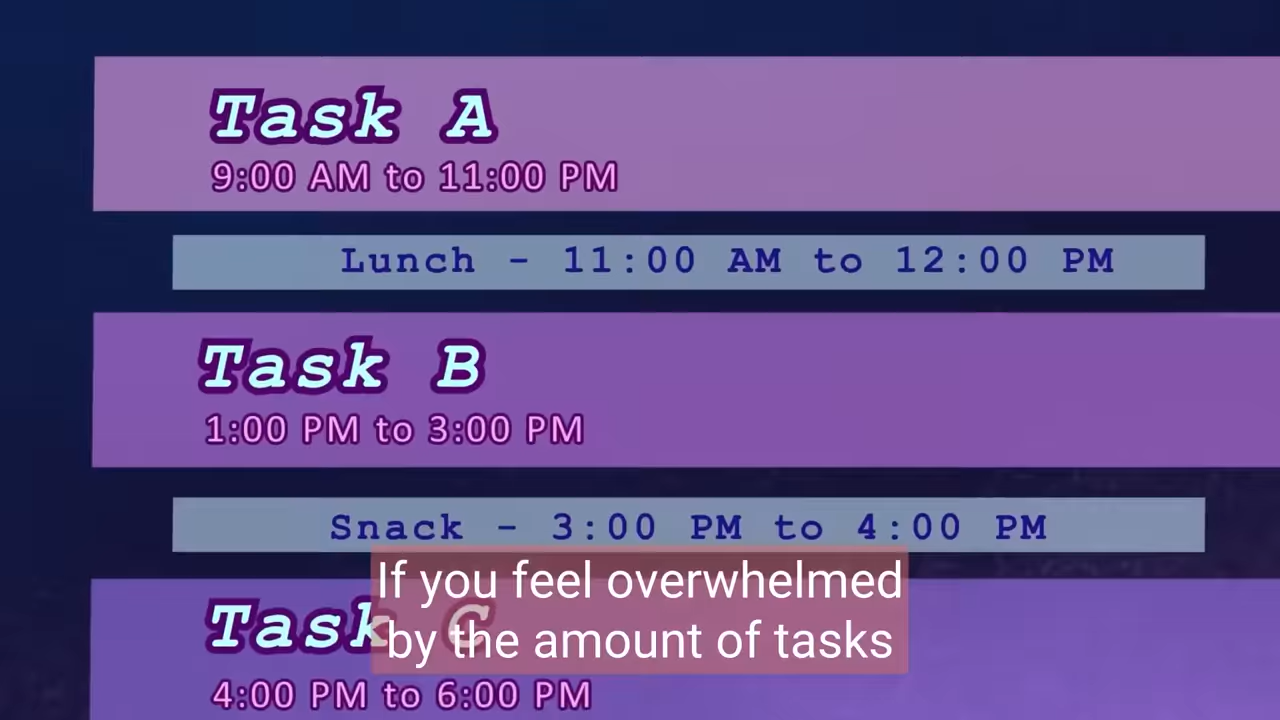 Task A
9:00 AM to 11:00 PM
Lunch - 11:00 AM to 12:00 PM
Task B
1:00 PM to 3:00 PM
Snack - 3:00 PM to 4:00 PM
Task C
If you feel overwhelmed
by the amount of tasks
4:00 PM to 6:00 PM